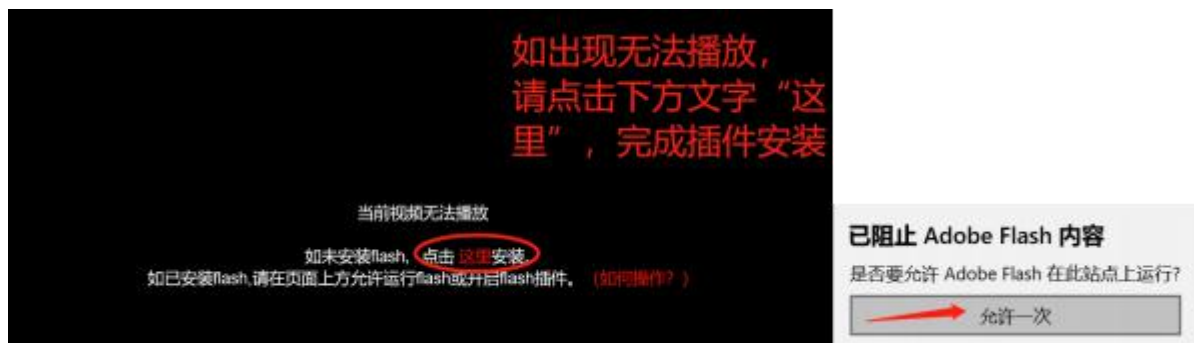 如出现无法播放，
请点击下方文字“这
里”，完成插件安装
当前视频无法播放
如未安装flash, 点击 这里安装.
如已安装flash,请在页面上方允许运行flash或开启flash插件。（如何操作？）
已阻止 Adobe Flash 内容
是否要允许 Adobe Flash 在此站点上运行?
允许一次